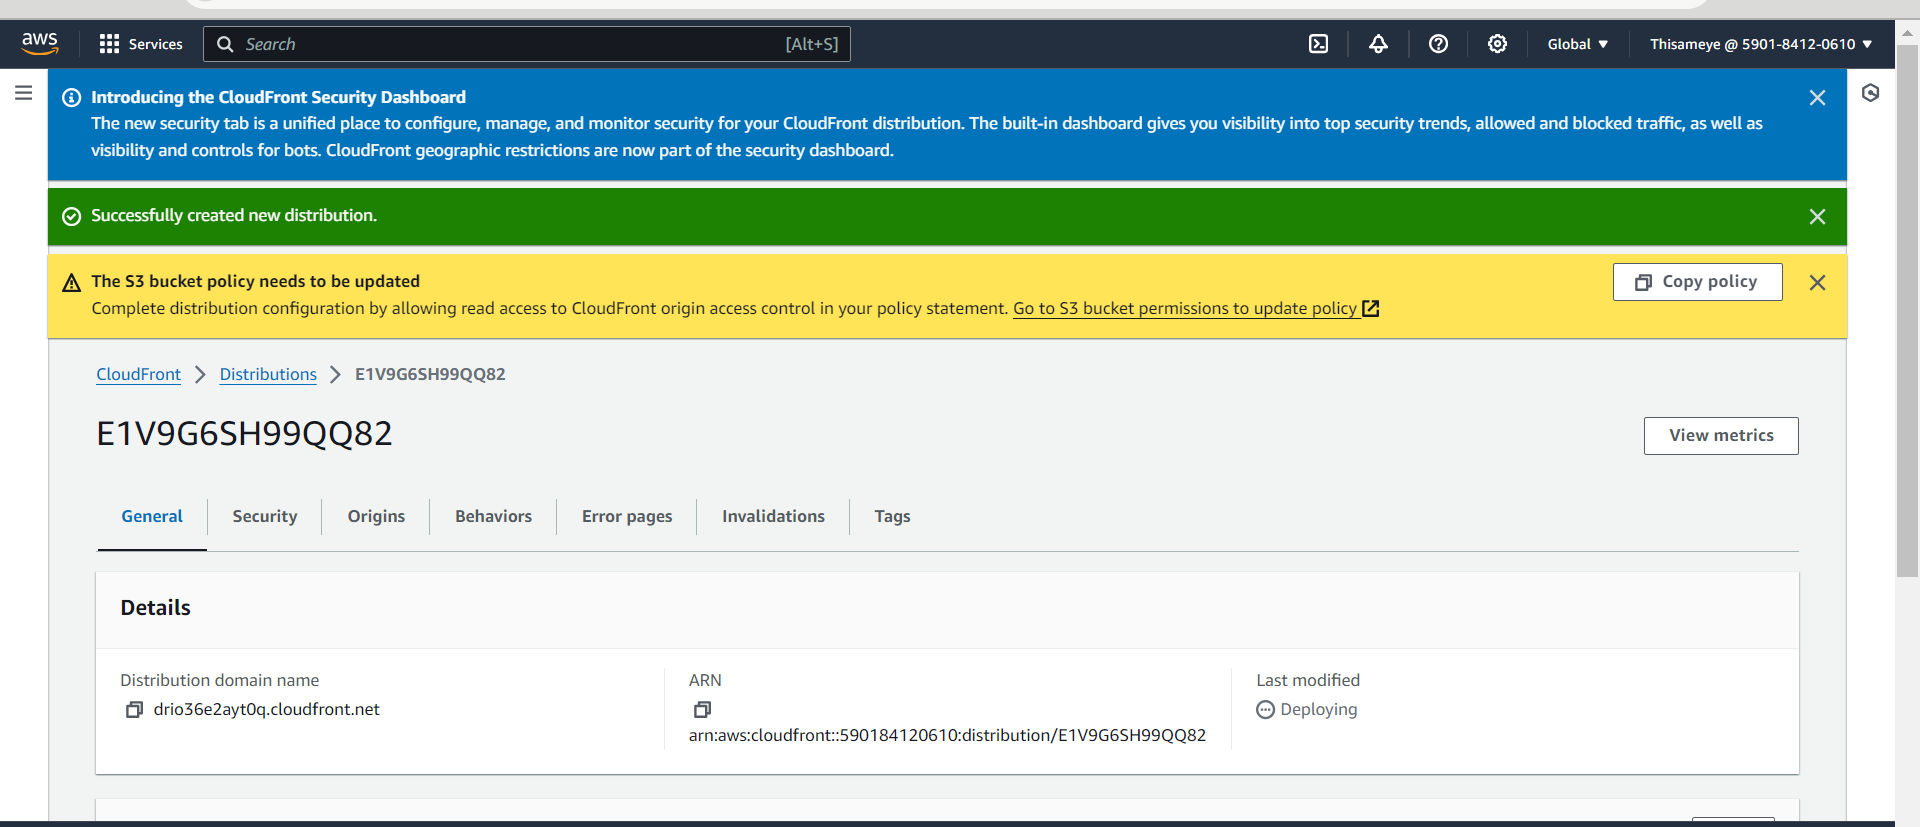 aws
Services
Search
[Alt+S]
Global
Thisameye @ 5901-8412-0610
Introducing the CloudFront Security Dashboard
The new security tab is a unified place to configure, manage, and monitor security for your CloudFront distribution. The built-in dashboard gives you visibility into top security trends, allowed and blocked traffic, as well as
visibility and controls for bots. CloudFront geographic restrictions are now part of the security dashboard.
Successfully created new distribution.
The S3 bucket policy needs to be updated
Complete distribution configuration by allowing read access to CloudFront origin access control in your policy statement. Go to S3 bucket permissions to update policy
Copy policy
CloudFront
Distributions
E1V9G6SH99QQ82
E1V9G6SH99QQ82
View metrics
General
Security
Origins
Behaviors
Error pages
Invalidations
Tags
Details
Distribution domain name
drio36e2ayt0q.cloudfront.net
ARN
arn:aws:cloudfront::590184120610:distribution/E1V9G6SH99QQ82
Last modified
Deploying